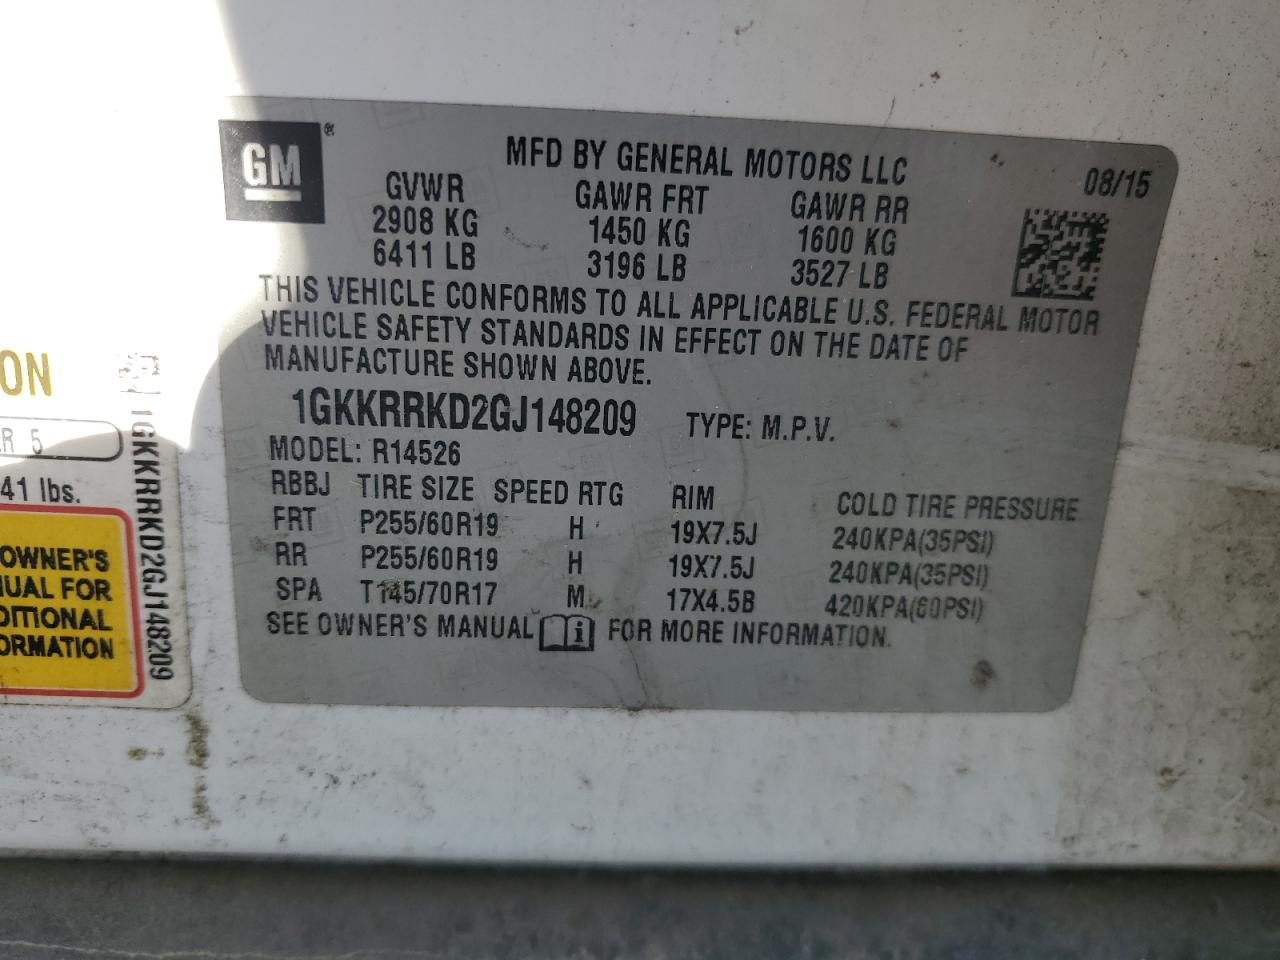 GM®
MFD BY GENERAL MOTORS LLC
08/15
GVWR GAWR FRT GAWR RR
2908 KG 1450 KG 1600 KG
6411 LB 3196 LB 3527 LB
THIS VEHICLE CONFORMS TO ALL APPLICABLE U.S. FEDERAL MOTOR
VEHICLE SAFETY STANDARDS IN EFFECT ON THE DATE OF
MANUFACTURE SHOWN ABOVE.
1GKKRRKD2GJ148209 TYPE: M.P.V.
MODEL: R14526
RBBJ TIRE SIZE SPEED RTG RIM COLD TIRE PRESSURE
FRT P255/60R19 H 19X7.5J 240KPA(35PSI)
RR P255/60R19 H 19X7.5J 240KPA(35PSI)
SPA T145/70R17 M 17X4.5B 420KPA(60PSI)
SEE OWNER'S MANUAL i FOR MORE INFORMATION.
ON
R 5
41 lbs.
OWNER'S
UAL FOR
DITIONAL
ORMATION
1GKKRRKD2GJ148209